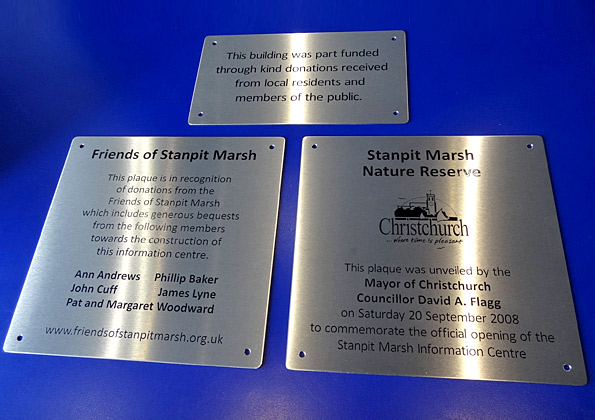 This building was part funded
through kind donations received
from local residents and
members of the public.
Friends of Stanpit Marsh
This plaque is in recognition
of donations from the
Friends of Stanpit Marsh
which includes generous bequests
from the following members
towards the construction of
this information centre.
Ann Andrews Phillip Baker
John Cuff James Lyne
Pat and Margaret Woodward
www.friendsofstanpitmarsh.org.uk
Stanpit Marsh
Nature Reserve
Christchurch
...where time is pleasant
This plaque was unveiled by the
Mayor of Christchurch
Councillor David A. Flagg
on Saturday 20 September 2008
to commemorate the official opening of the
Stanpit Marsh Information Centre